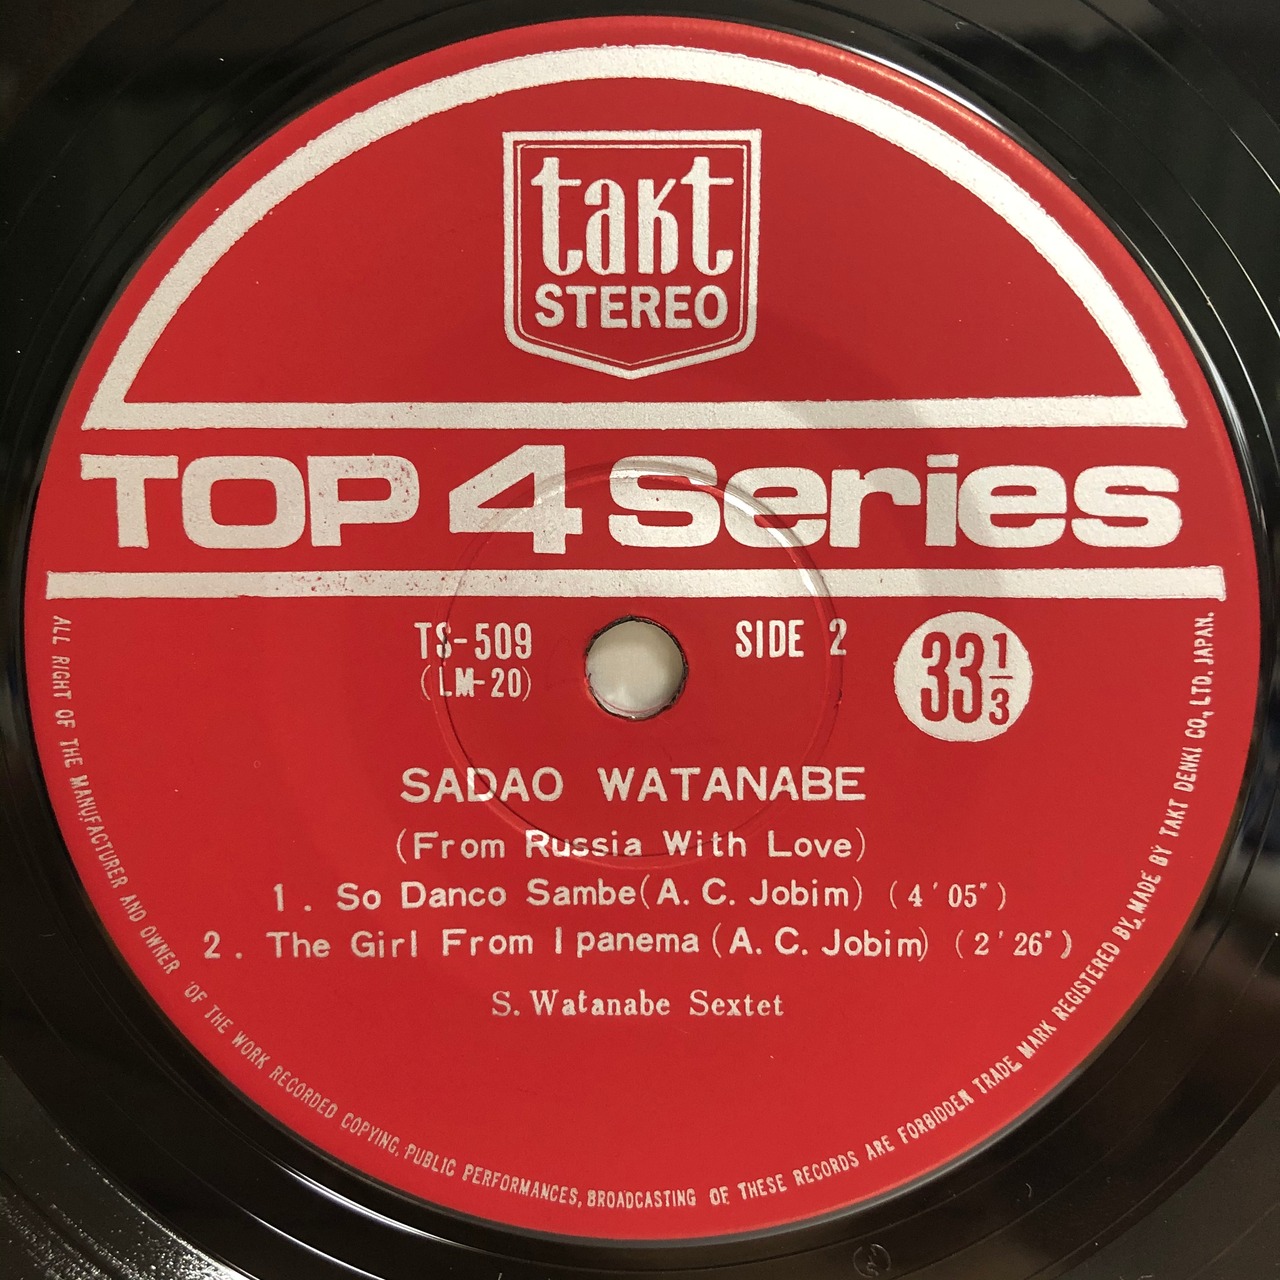 takt
STEREO
TOP 4 Series
TS-509
(LM-20)
SIDE 2
33 1/3
SADAO WATANABE
(From Russia With Love)
1. So Danco Sambe(A. C. Jobim) (4'05")
2. The Girl From Ipanema (A. C. Jobim) (2'26")
S. Watanabe Sextet
ALL RIGHT OF THE MANUFACTURER AND OWNER OF THE WORK RECORDED COPYING, PUBLIC PERFORMANCES, BROADCASTING OF THESE RECORDS ARE FORBIDDEN TRADE MARK REGISTERED BY, MADE BY TAKT DENKI CO., LTD. JAPAN.